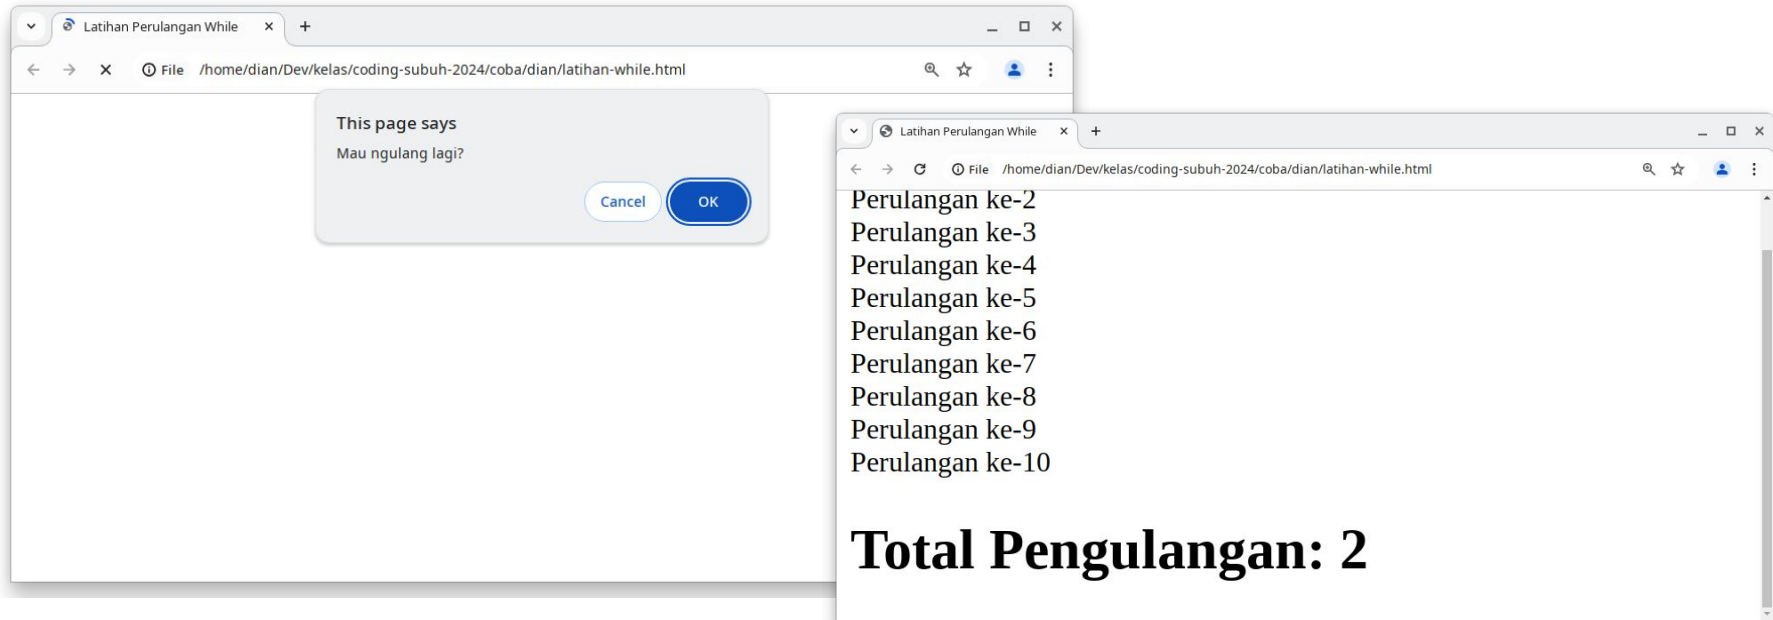 Latihan Perulangan While
File /home/dian/Dev/kelas/coding-subuh-2024/coba/dian/latihan-while.html
This page says
Mau ngulang lagi?
Cancel OK
Latihan Perulangan While
File /home/dian/Dev/kelas/coding-subuh-2024/coba/dian/latihan-while.html
Perulangan ke-2
Perulangan ke-3
Perulangan ke-4
Perulangan ke-5
Perulangan ke-6
Perulangan ke-7
Perulangan ke-8
Perulangan ke-9
Perulangan ke-10
Total Pengulangan: 2